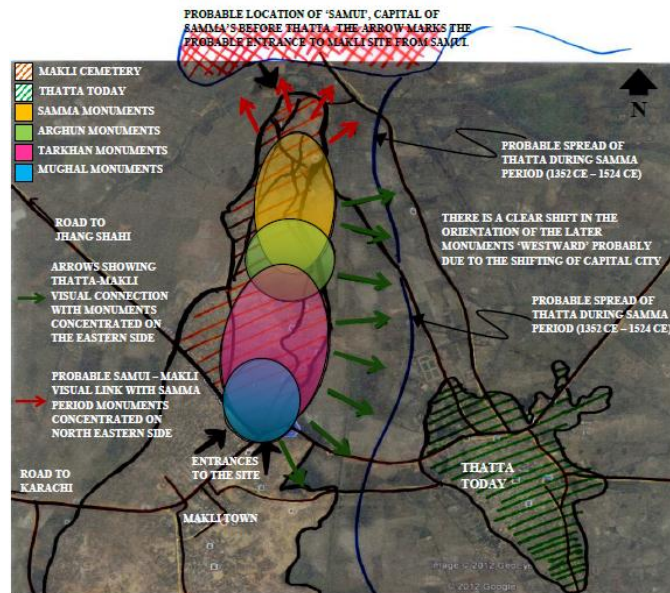 PROBABLE LOCATION OF 'SAMUI', CAPITAL OF
SAMMA'S BEFORE THATTA. THE ARROW MARKS THE
PROBABLE ENTRANCE TO MAKLI SITE FROM SAMUI.
MAKLI CEMETERY
THATTA TODAY
SAMMA MONUMENTS
ARGHUN MONUMENTS
TARKHAN MONUMENTS
MUGHAL MONUMENTS
N
PROBABLE SPREAD OF
THATTA DURING SAMMA
PERIOD (1352 CE – 1524 CE)
ROAD TO
JHANG SHAHI
THERE IS A CLEAR SHIFT IN THE
ORIENTATION OF THE LATER
MONUMENTS 'WESTWARD' PROBABLY
DUE TO THE SHIFTING OF CAPITAL CITY
ARROWS SHOWING
THATTA-MAKLI
VISUAL CONNECTION
WITH MONUMENTS
CONCENTRATED ON
THE EASTERN SIDE
PROBABLE SPREAD OF
THATTA DURING SAMMA
PERIOD (1352 CE – 1524 CE)
PROBABLE SAMUI – MAKLI
VISUAL LINK WITH SAMMA
PERIOD MONUMENTS
CONCENTRATED ON
NORTH EASTERN SIDE
ROAD TO
KARACHI
ENTRANCES
TO THE SITE
MAKLI TOWN
THATTA
TODAY
Image © 2012 GeoEye
© 2012 Google